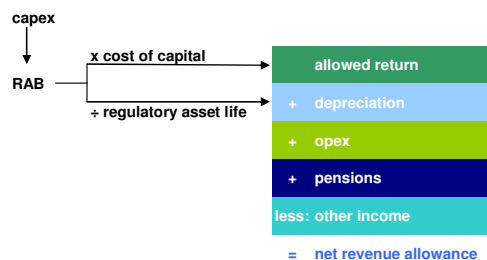 capex
x cost of capital
allowed return
RAB
+ depreciation
÷ regulatory asset life
+ opex
+ pensions
less: other income
= net revenue allowance